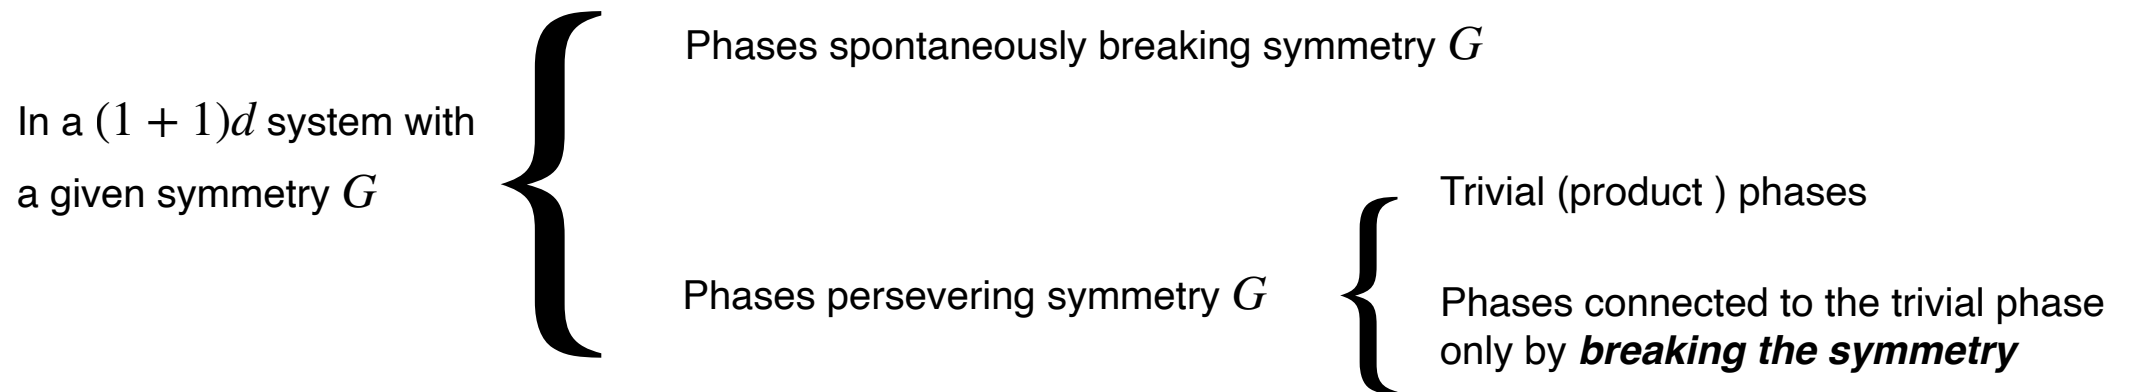 In a (1 + 1)d system with
a given symmetry G
Phases spontaneously breaking symmetry G
Phases persevering symmetry G
Trivial (product ) phases
Phases connected to the trivial phase
only by breaking the symmetry